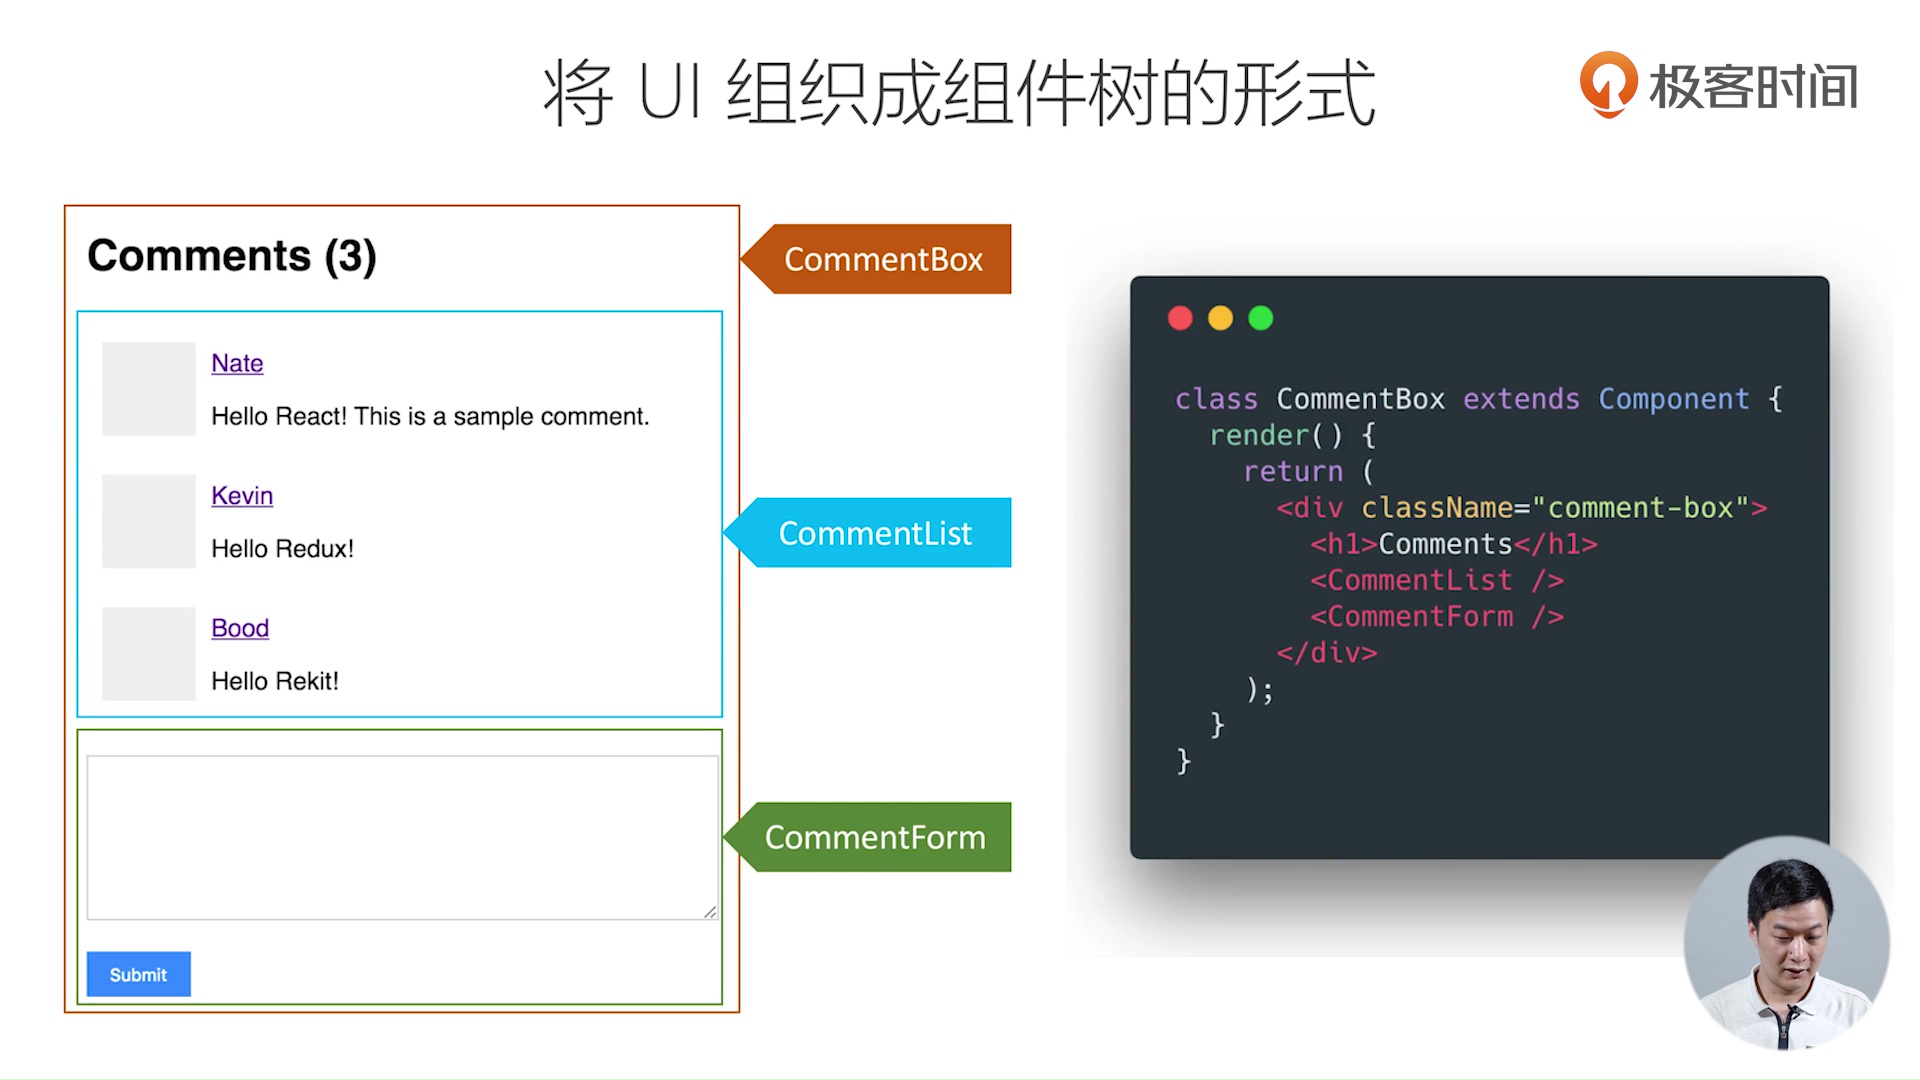 将 UI 组织成组件树的形式
极客时间
Comments (3)
CommentBox
Nate
Hello React! This is a sample comment.
Kevin
Hello Redux!
CommentList
Bood
Hello Rekit!
CommentForm
Submit
class CommentBox extends Component {
  render() {
    return (
      <div className="comment-box">
        <h1>Comments</h1>
        <CommentList />
        <CommentForm />
      </div>
    );
  }
}